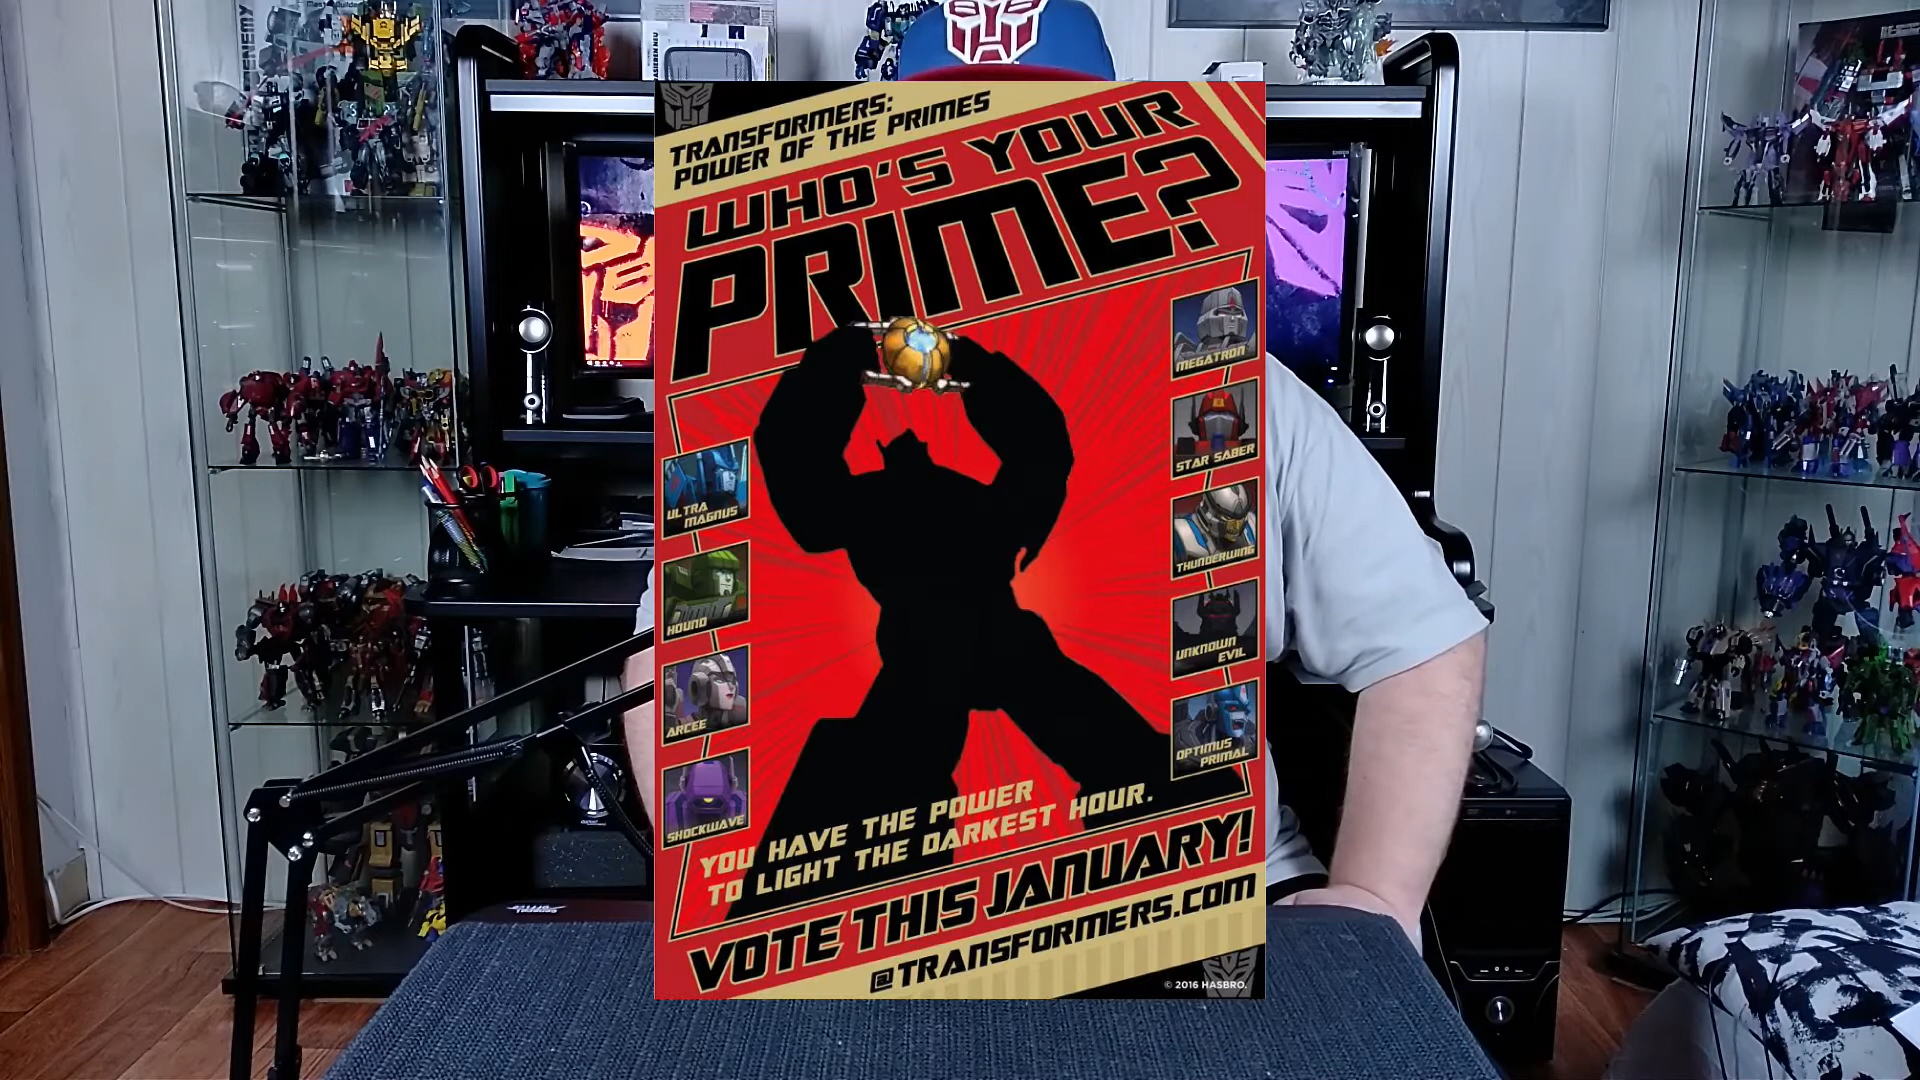 TRANSFORMERS:
POWER OF THE PRIMES
WHO'S YOUR
PRIME?
MEGATRON
STAR SABER
ULTRA
MAGNUS
THUNDERWING
HOUND
UNKNOWN
EVIL
ARCEE
OPTIMUS
PRIMAL
SHOCKWAVE
YOU HAVE THE POWER
TO LIGHT THE DARKEST HOUR.
VOTE THIS JANUARY!
@TRANSFORMERS.COM
© 2016 HASBRO.